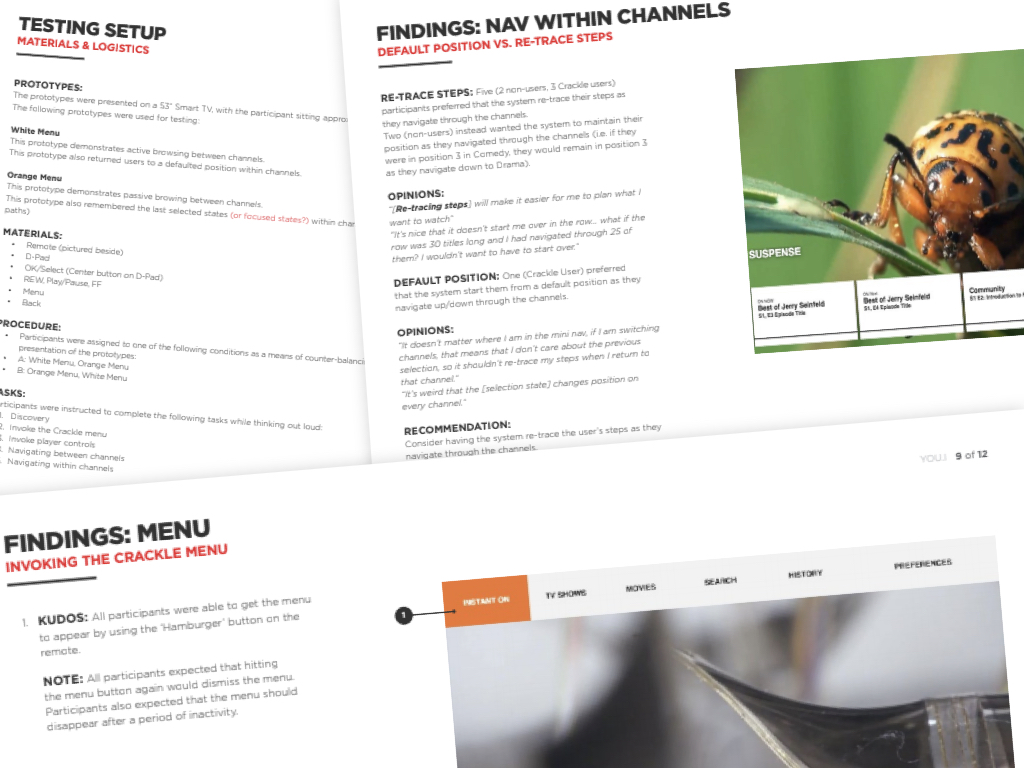 TESTING SETUP
MATERIALS & LOGISTICS
PROTOTYPES:
The prototypes were presented on a 53" Smart TV, with the participant sitting
The following prototypes were used for testing:
White Menu
This prototype demonstrates active browsing between channels.
This prototype also returned users to a defaulted position within channels.
Orange Menu
This prototype demonstrates passive browing between channels.
This prototype also remembered the last selected states (or focused states?) within
paths)
MATERIALS:
• Remote (pictured beside)
• D-Pad
• OK/Select (Center button on D-Pad)
• REW, Play/Pause, FF
• Menu
• Back
PROCEDURE:
• Participants were assigned to one of the following conditions as a means of
presentation of the prototypes:
• A: White Menu, Orange Menu
• B: Orange Menu, White Menu
ASKS:
rticipants were instructed to complete the following tasks while thinking out loud:
Discovery
Invoke the Crackle menu
Invoke player controls
Navigating between channels
Navigating within channels
FINDINGS: NAV WITHIN CHANNELS
DEFAULT POSITION VS. RE-TRACE STEPS
RE-TRACE STEPS: Five (2 non-users, 3 Crackle users)
participants preferred that the system re-trace their steps as
they navigate through the channels.
Two (non-users) instead wanted the system to maintain their
position as they navigated through the channels (i.e. if they
were in position 3 in Comedy, they would remain in position 3
as they navigate down to Drama).
OPINIONS:
"[Re-tracing steps] will make it easier for me to plan what I
want to watch"
"It's nice that it doesn't start me over in the row... what if the
row was 30 titles long and I had navigated through 25 of
them? I wouldn't want to have to start over."
DEFAULT POSITION: One (Crackle User) preferred
that the system start them from a default position as they
navigate up/down through the channels.
OPINIONS:
"It doesn't matter where I am in the mini nav, if I am switching
channels, that means that I don't care about the previous
selection, so it shouldn't re-trace my steps when I return to
that channel."
"It's weird that the [selection state] changes position on
every channel."
RECOMMENDATION:
Consider having the system re-trace the user's steps as they
navigate through the channels.
SUSPENSE
ON NOW
Best of Jerry Seinfeld
S1, E3 Episode Title
Best of Jerry Seinfeld
S1, E4 Episode Title
Community
S1 E2: Introduction to
YOU.I 9 of 12
FINDINGS: MENU
INVOKING THE CRACKLE MENU
1. KUDOS: All participants were able to get the menu
to appear by using the 'Hamburger' button on the
remote.
NOTE: All participants expected that hitting
the menu button again would dismiss the menu.
Participants also expected that the menu should
disappear after a period of inactivity.
1
INSTANT ON TV SHOWS MOVIES SEARCH HISTORY PREFERENCES